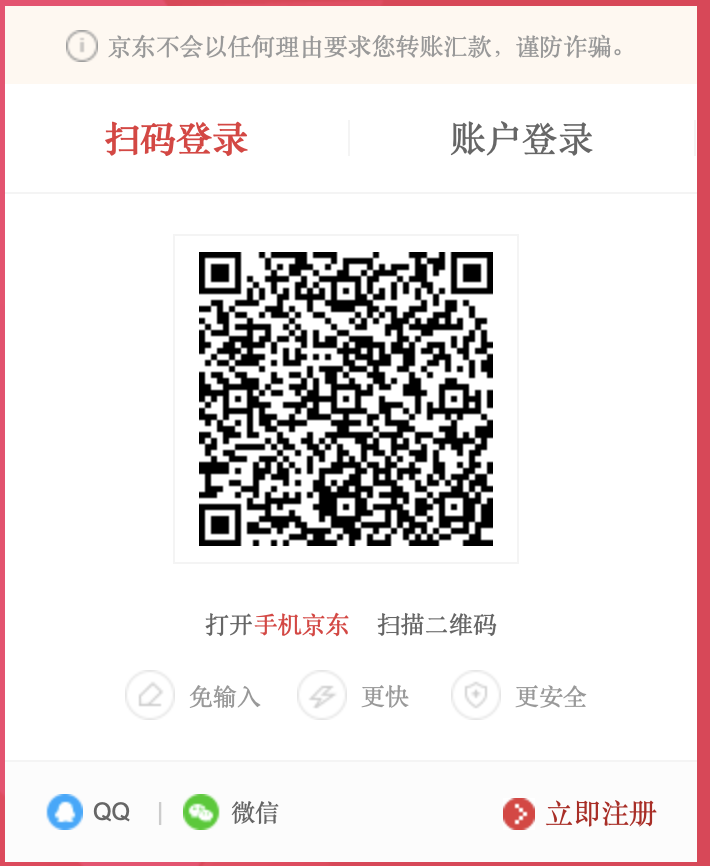 京东不会以任何理由要求您转账汇款，谨防诈骗。
扫码登录 账户登录
打开手机京东 扫描二维码
免输入 更快 更安全
QQ | 微信 立即注册